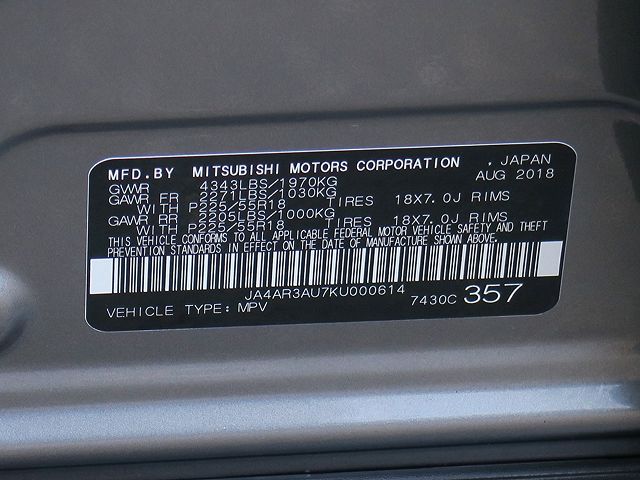 MFD.BY MITSUBISHI MOTORS CORPORATION , JAPAN
GVWR 4343LBS/1970KG AUG 2018
GAWR FR 2271LBS/1030KG
WITH P225/55R18 TIRES 18X7.0J RIMS
GAWR RR 2205LBS/1000KG
WITH P225/55R18 TIRES 18X7.0J RIMS
THIS VEHICLE CONFORMS TO ALL APPLICABLE FEDERAL MOTOR VEHICLE SAFETY AND THEFT
PREVENTION STANDARDS IN EFFECT ON THE DATE OF MANUFACTURE SHOWN ABOVE.
JA4AR3AU7KU000614
VEHICLE TYPE: MPV 7430C 357